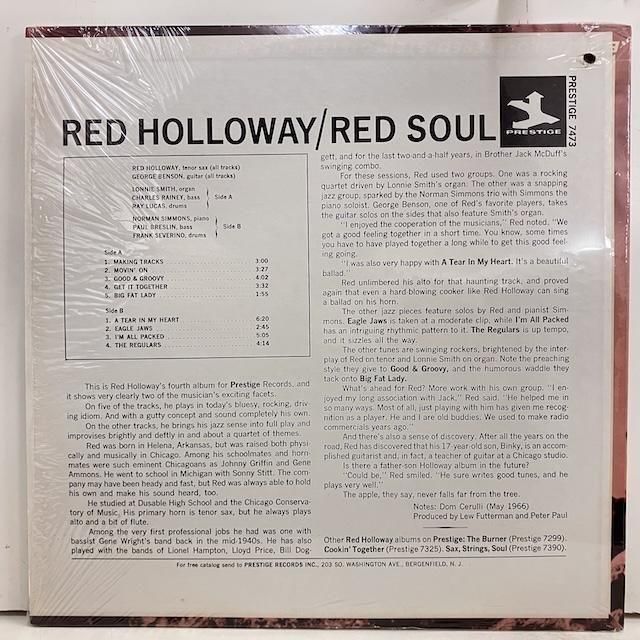 RED HOLLOWAY/RED SOUL
PRESTIGE
PRESTIGE 7473
RED HOLLOWAY, tenor sax (all tracks)
GEORGE BENSON, guitar (all tracks)
LONNIE SMITH, organ
CHARLES RAINEY, bass
RAY LUCAS, drums
Side A
NORMAN SIMMONS, piano
PAUL BRESLIN, bass
FRANK SEVERINO, drums
Side B
Side A
1. MAKING TRACKS 3:00
2. MOVIN' ON 3:27
3. GOOD & GROOVY 4:02
4. GET IT TOGETHER 3:32
5. BIG FAT LADY 1:55
Side B
1. A TEAR IN MY HEART 6:20
2. EAGLE JAWS 2:45
3. I'M ALL PACKED 5:05
4. THE REGULARS 4:14
This is Red Holloway's fourth album for Prestige Records, and
it shows very clearly two of the musician's exciting facets.
On five of the tracks, he plays in today's bluesy, rocking, driv-
ing idiom. And with a gutty concept and sound completely his own.
On the other tracks, he brings his jazz sense into full play and
improvises brightly and deftly in and about a quartet of themes.
Red was born in Helena, Arkansas, but was raised both physi-
cally and musically in Chicago. Among his schoolmates and horn-
mates were such eminent Chicagoans as Johnny Griffin and Gene
Ammons. He went to school in Michigan with Sonny Stitt. The com-
pany may have been heady and fast, but Red was always able to hold
his own and make his sound heard, too.
He studied at Dusable High School and the Chicago Conserva-
tory of Music. His primary horn is tenor sax, but he always plays
alto and a bit of flute.
Among the very first professional jobs he had was one with
bassist Gene Wright's band back in the mid-1940s. He has also
played with the bands of Lionel Hampton, Lloyd Price, Bill Dog-
gett, and for the last two-and-a-half years, in Brother Jack McDuff's
swinging combo.
For these sessions, Red used two groups. One was a rocking
quartet driven by Lonnie Smith's organ. The other was a snapping
jazz group, sparked by the Norman Simmons trio with Simmons the
piano soloist. George Benson, one of Red's favorite players, takes
the guitar solos on the sides that also feature Smith's organ.
"I enjoyed the cooperation of the musicians," Red noted. "We
got a good feeling together in a short time. You know, some times
you have to have played together a long while to get this good feel-
ing going.
"I was also very happy with A Tear In My Heart. It's a beautiful
ballad."
Red unlimbered his alto for that haunting track, and proved
again that even a hard-blowing cooker like Red Holloway can sing
a ballad on his horn.
The other jazz pieces feature solos by Red and pianist Sim-
mons. Eagle Jaws is taken at a moderate clip, while I'm All Packed
has an intriguing rhythmic pattern to it. The Regulars is up tempo,
and it sizzles all the way.
The other tunes are swinging rockers, brightened by the inter-
play of Red on tenor and Lonnie Smith on organ. Note the preaching
style they give to Good & Groovy, and the humorous waddle they
tack onto Big Fat Lady.
What's ahead for Red? More work with his own group. "I en-
joyed my long association with Jack," Red said. "He helped me in
so many ways. Most of all, just playing with him has given me recog-
nition as a player. He and I are old buddies. We used to make radio
commercials years ago."
And there's also a sense of discovery. After all the years on the
road, Red has discovered that his 17-year-old son, Binky, is an accom-
plished guitarist and, in fact, a teacher of guitar at a Chicago studio.
Is there a father-son Holloway album in the future?
"Could be," Red smiled. "He sure writes good tunes, and he
plays very well."
The apple, they say, never falls far from the tree.
Notes: Dom Cerulli (May 1966)
Produced by Lew Futterman and Peter Paul
Other Red Holloway albums on Prestige: The Burner (Prestige 7299).
Cookin' Together (Prestige 7325). Sax, Strings, Soul (Prestige 7390).
For free catalog send to PRESTIGE RECORDS INC., 203 SO. WASHINGTON AVE., BERGENFIELD, N. J.